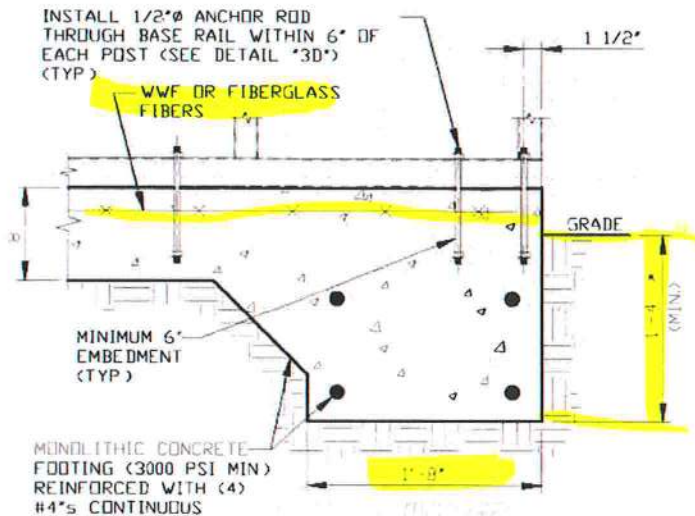 INSTALL 1/2"ø ANCHOR ROD
THROUGH BASE RAIL WITHIN 6" OF
EACH POST (SEE DETAIL "3D")
(TYP)
1 1/2"
WWF OR FIBERGLASS
FIBERS
GRADE
8
1'-4"
(MIN.)
MINIMUM 6"
EMBEDMENT
(TYP)
MONOLITHIC CONCRETE
FOOTING (3000 PSI MIN)
REINFORCED WITH (4)
#4"s CONTINUOUS